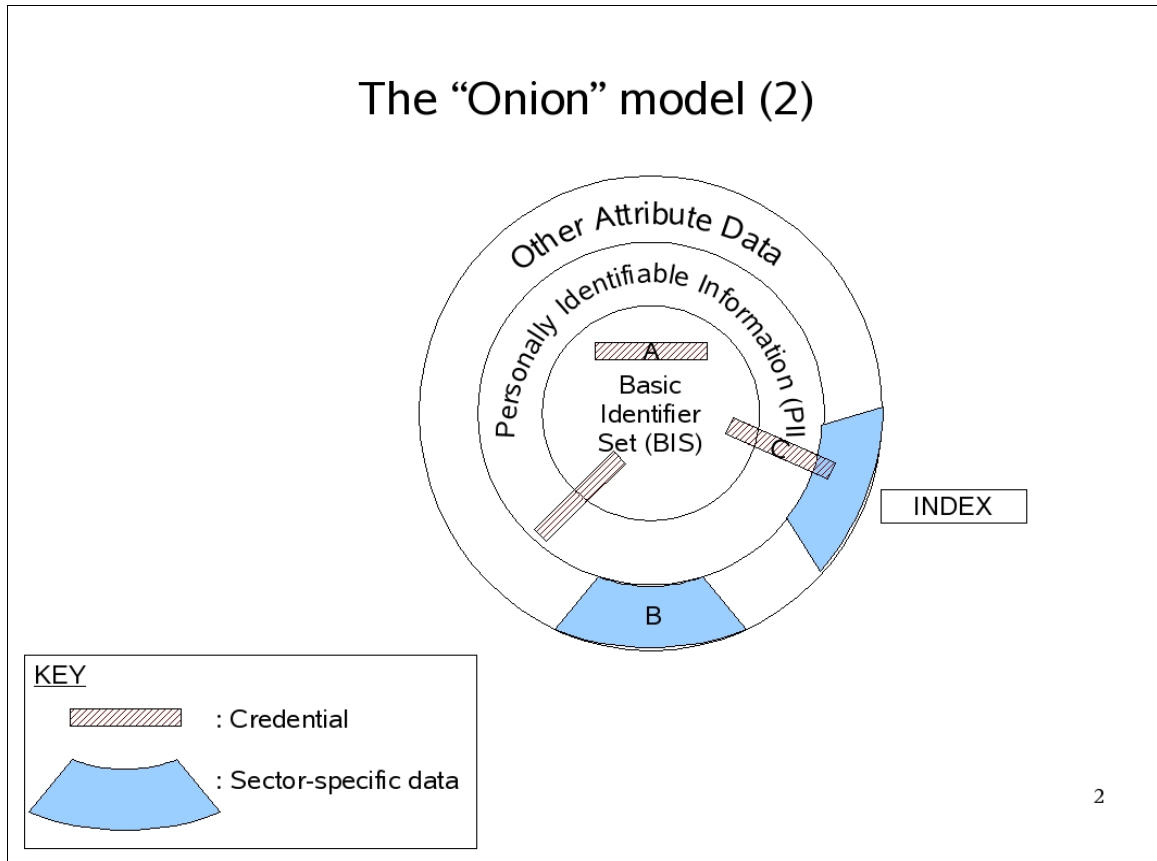 The “Onion” model (2)
Other Attribute Data
Personally Identifiable Information (PII
A
Basic
Identifier
Set (BIS)
C
INDEX
B
KEY
: Credential
: Sector-specific data
2